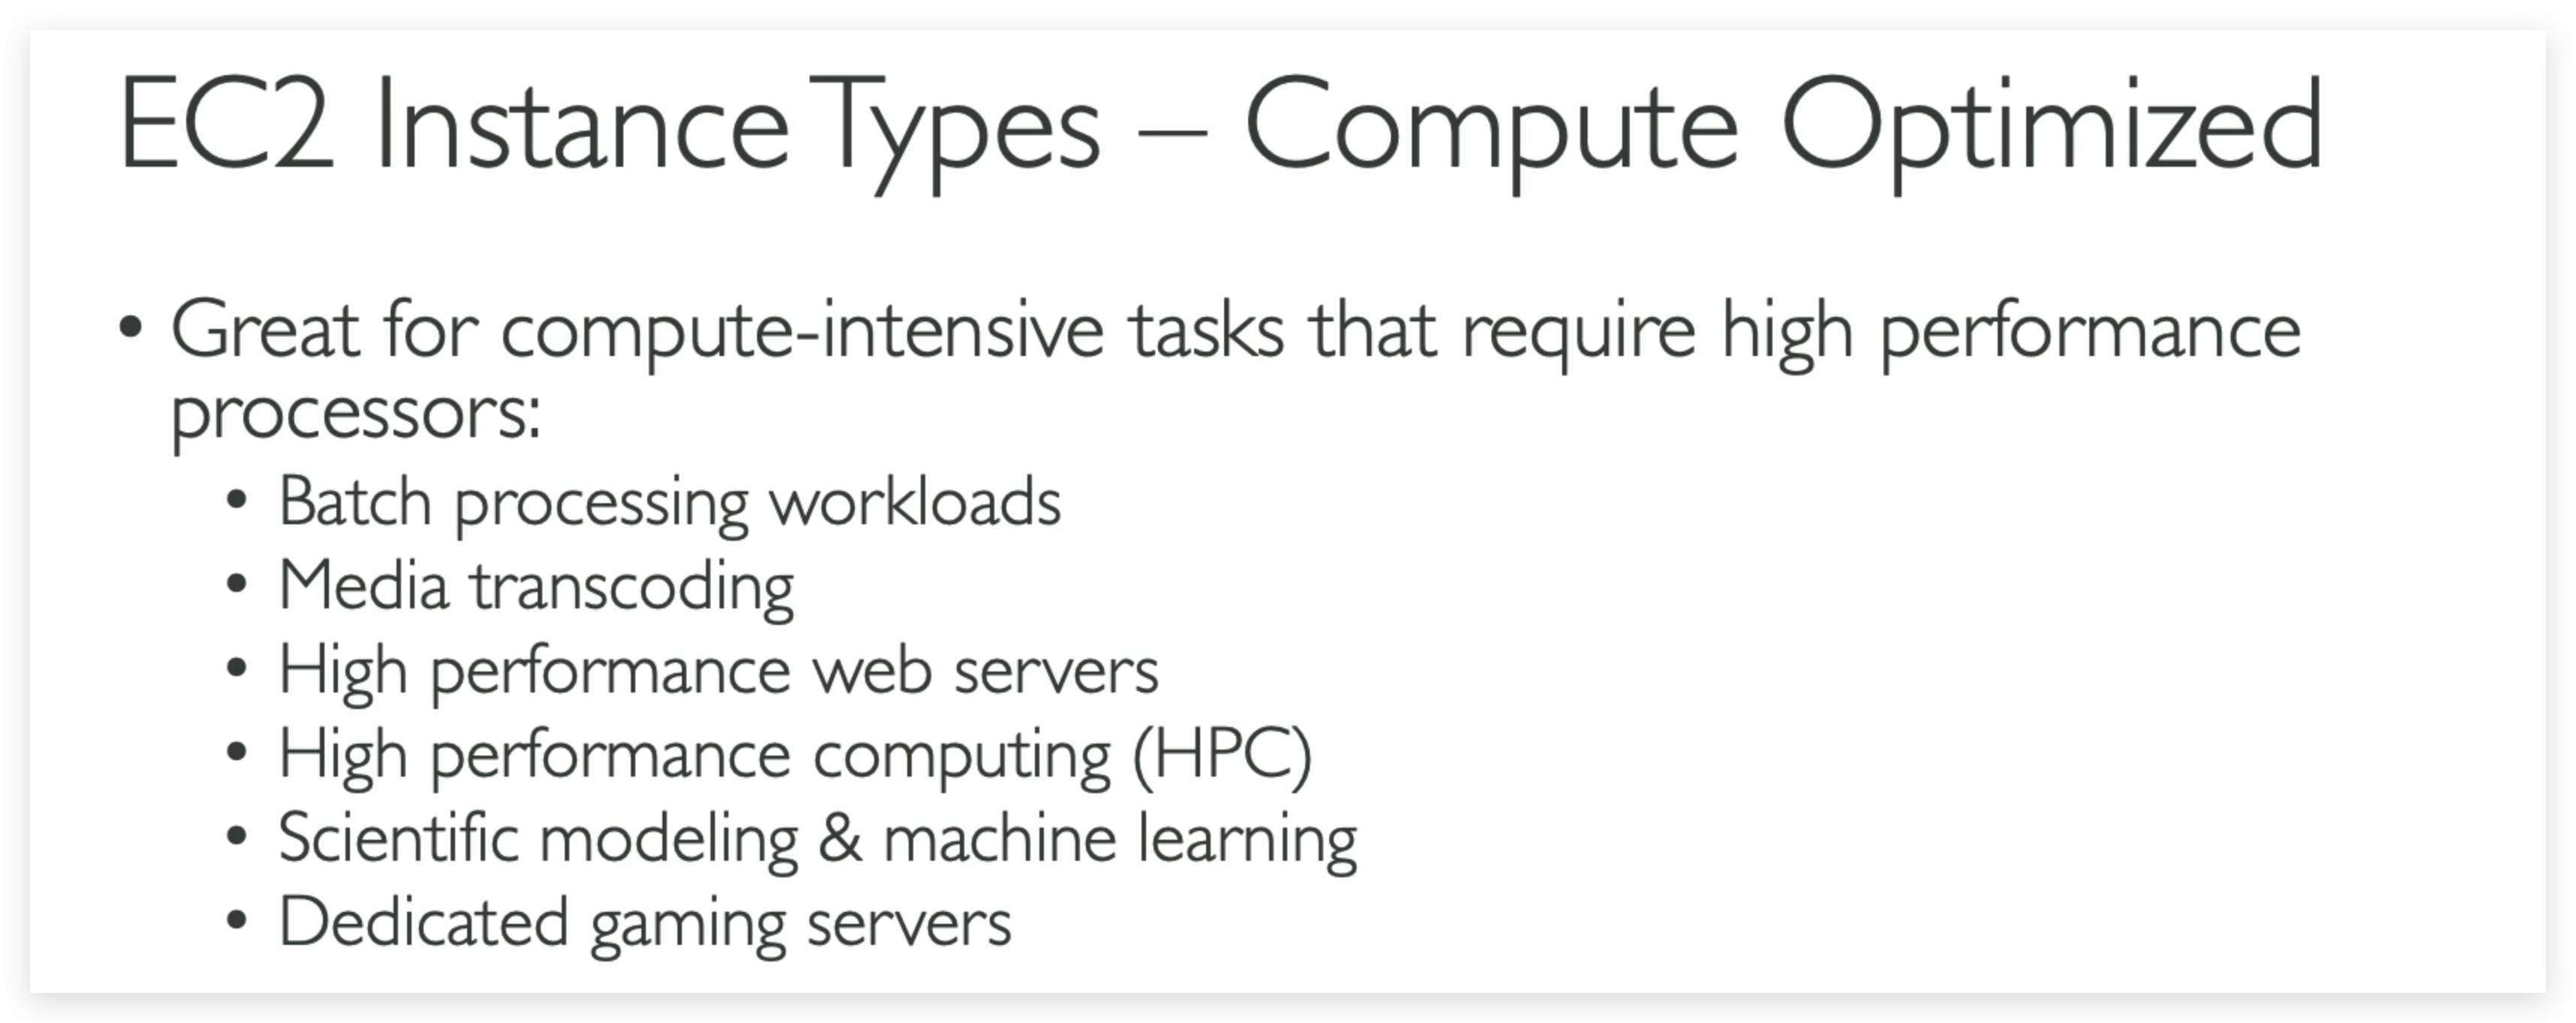 EC2 Instance Types – Compute Optimized
• Great for compute-intensive tasks that require high performance
processors:
• Batch processing workloads
• Media transcoding
• High performance web servers
• High performance computing (HPC)
• Scientific modeling & machine learning
• Dedicated gaming servers